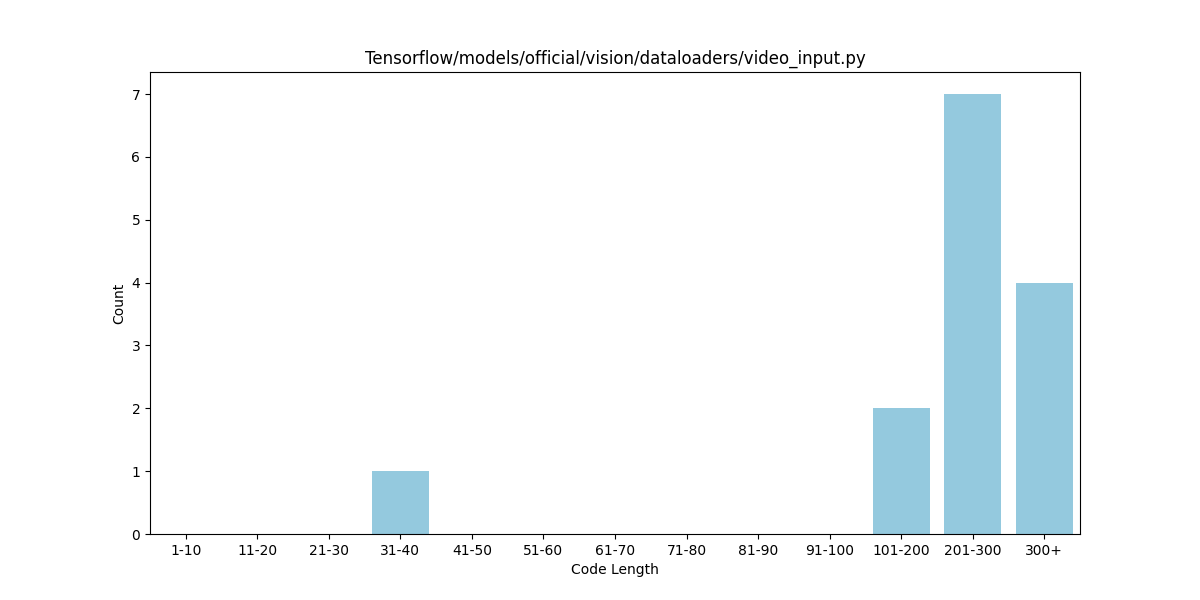 Tensorflow/models/official/vision/dataloaders/video_input.py
7
6
5
4
3
2
1
0
Count
1-10 11-20 21-30 31-40 41-50 51-60 61-70 71-80 81-90 91-100 101-200 201-300 300+
Code Length